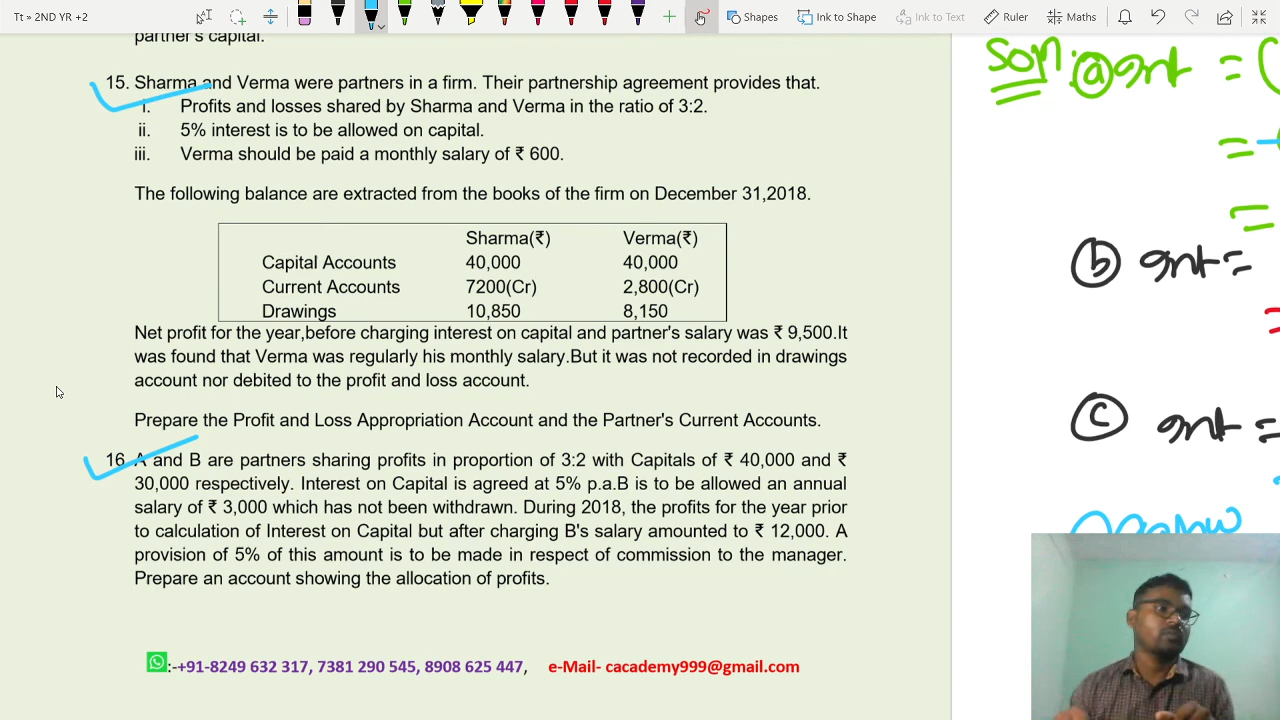 Tt > 2ND YR +2
Shapes
Ink to Shape
Ink to Text
Ruler
Maths
partner's capital.
15. Sharma and Verma were partners in a firm. Their partnership agreement provides that.
i. Profits and losses shared by Sharma and Verma in the ratio of 3:2.
ii. 5% interest is to be allowed on capital.
iii. Verma should be paid a monthly salary of ₹ 600.
The following balance are extracted from the books of the firm on December 31,2018.
Sharma(₹) Verma(₹)
Capital Accounts 40,000 40,000
Current Accounts 7200(Cr) 2,800(Cr)
Drawings 10,850 8,150
Net profit for the year,before charging interest on capital and partner's salary was ₹ 9,500.It
was found that Verma was regularly his monthly salary.But it was not recorded in drawings
account nor debited to the profit and loss account.
Prepare the Profit and Loss Appropriation Account and the Partner's Current Accounts.
16. A and B are partners sharing profits in proportion of 3:2 with Capitals of ₹ 40,000 and ₹
30,000 respectively. Interest on Capital is agreed at 5% p.a.B is to be allowed an annual
salary of ₹ 3,000 which has not been withdrawn. During 2018, the profits for the year prior
to calculation of Interest on Capital but after charging B's salary amounted to ₹ 12,000. A
provision of 5% of this amount is to be made in respect of commission to the manager.
Prepare an account showing the allocation of profits.
:-+91-8249 632 317, 7381 290 545, 8908 625 447, e-Mail- cacademy999@gmail.com
Soln: (a) Int = (
=
=
(b) Int =
=
(c) Int =